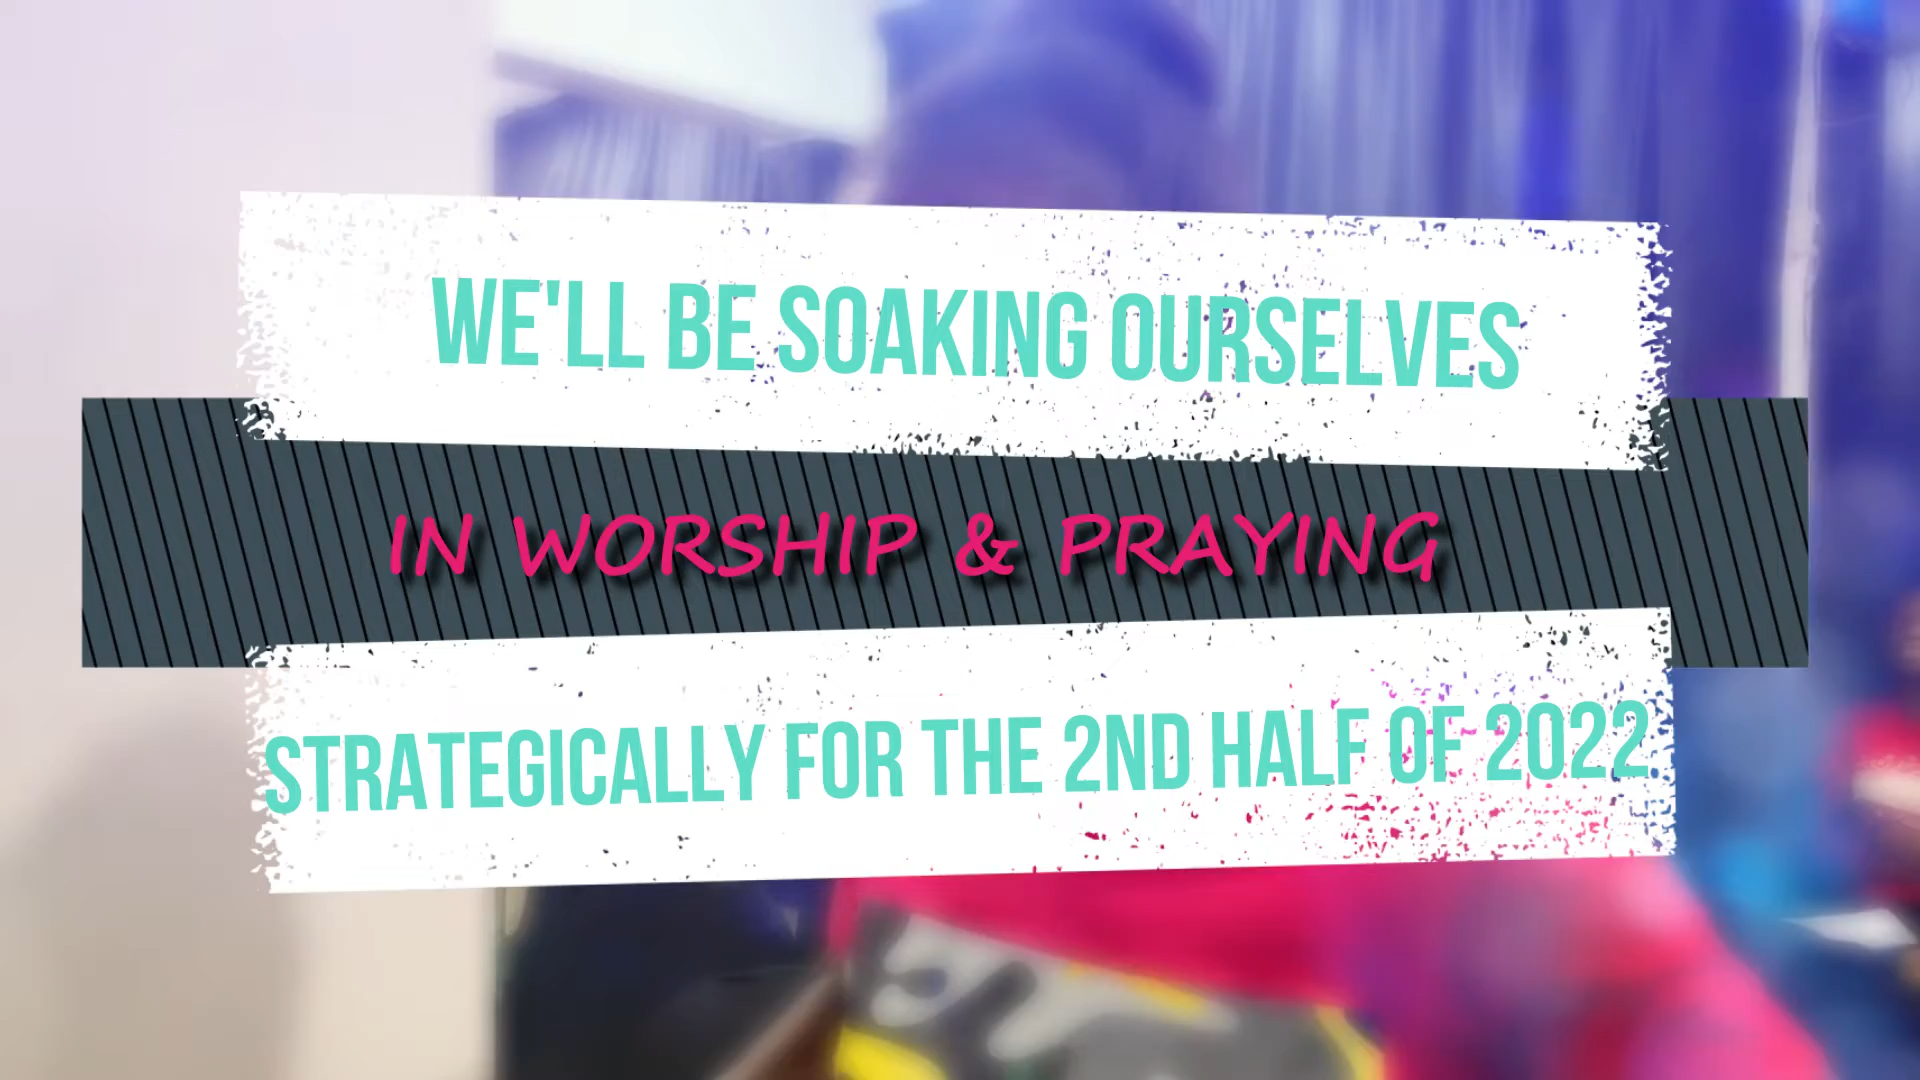 WE'LL BE SOAKING OURSELVES
IN WORSHIP & PRAYING
STRATEGICALLY FOR THE 2ND HALF OF 2022